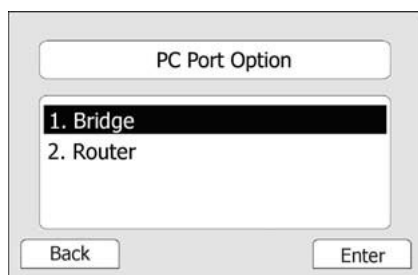 PC Port Option
1. Bridge
2. Router
Back
Enter